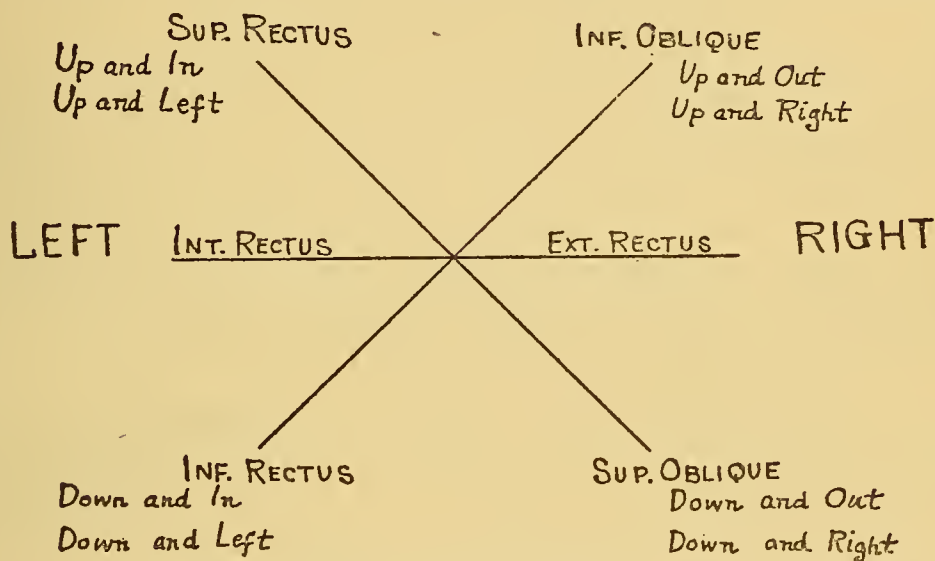 SUP. RECTUS
Up and In
Up and Left
INF. OBLIQUE
Up and Out
Up and Right
LEFT
INT. RECTUS
EXT. RECTUS
RIGHT
INF. RECTUS
Down and In
Down and Left
SUP. OBLIQUE
Down and Out
Down and Right